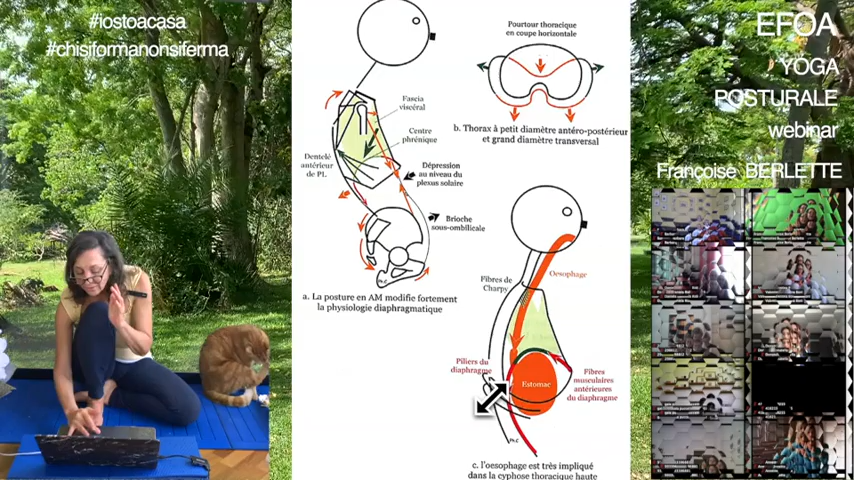 #iostoacasa
#chisiformanonsiferma
Pourtour thoracique
en coupe horizontale
Fascia
viscéral
Centre
phrénique
b. Thorax à petit diamètre antéro-postérieur
et grand diamètre transversal
Dentelé
antérieur
de PL
Dépression
au niveau du
plexus solaire
Brioche
sous-ombilicale
Ph.C
a. La posture en AM modifie fortement
la physiologie diaphragmatique
Fibres de
Charpy
Oesophage
Piliers du
diaphragme
Estomac
Fibres
musculaires
antérieures
du diaphragme
Ph.C
c. l'oesophage est très impliqué
dans la cyphose thoracique haute
EFOA
YOGA
POSTURALE
webinar
Françoise BERLETTE